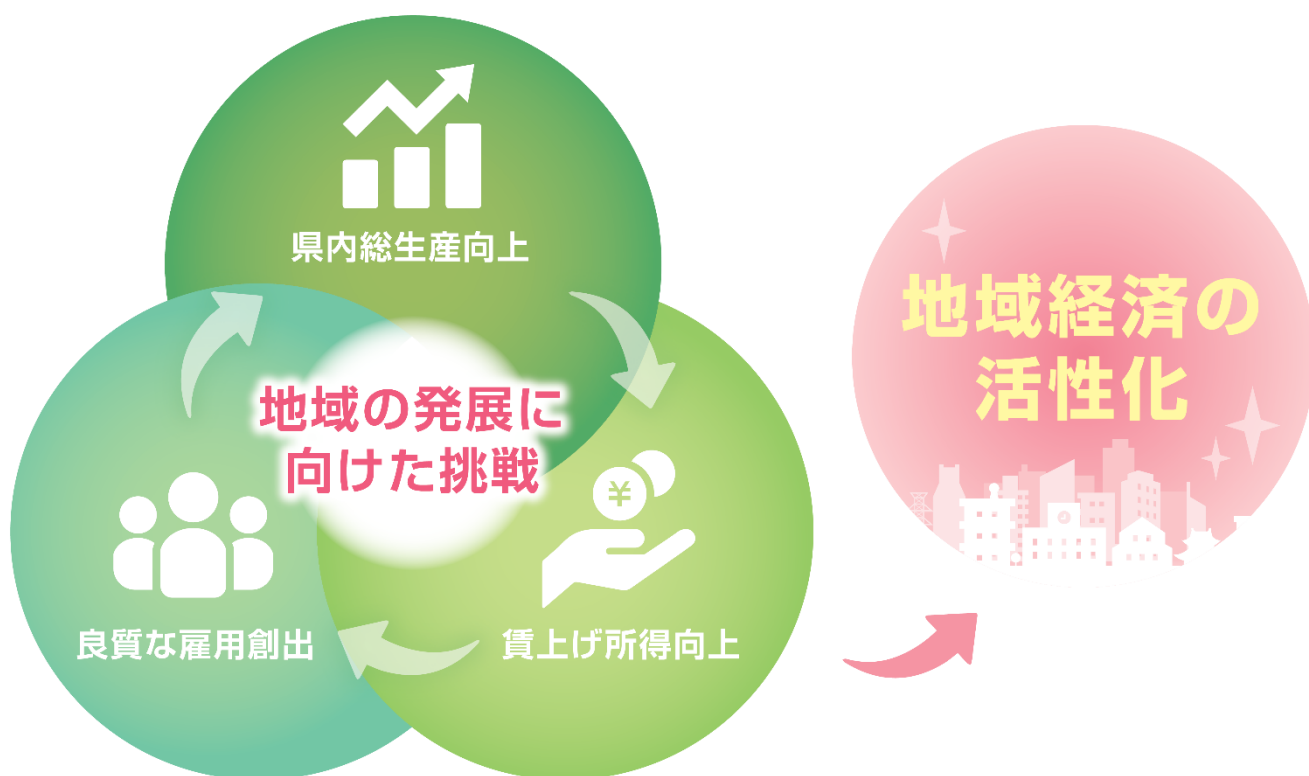 県内総生産向上
地域の発展に
向けた挑戦
良質な雇用創出
¥
賃上げ所得向上
地域経済の
活性化